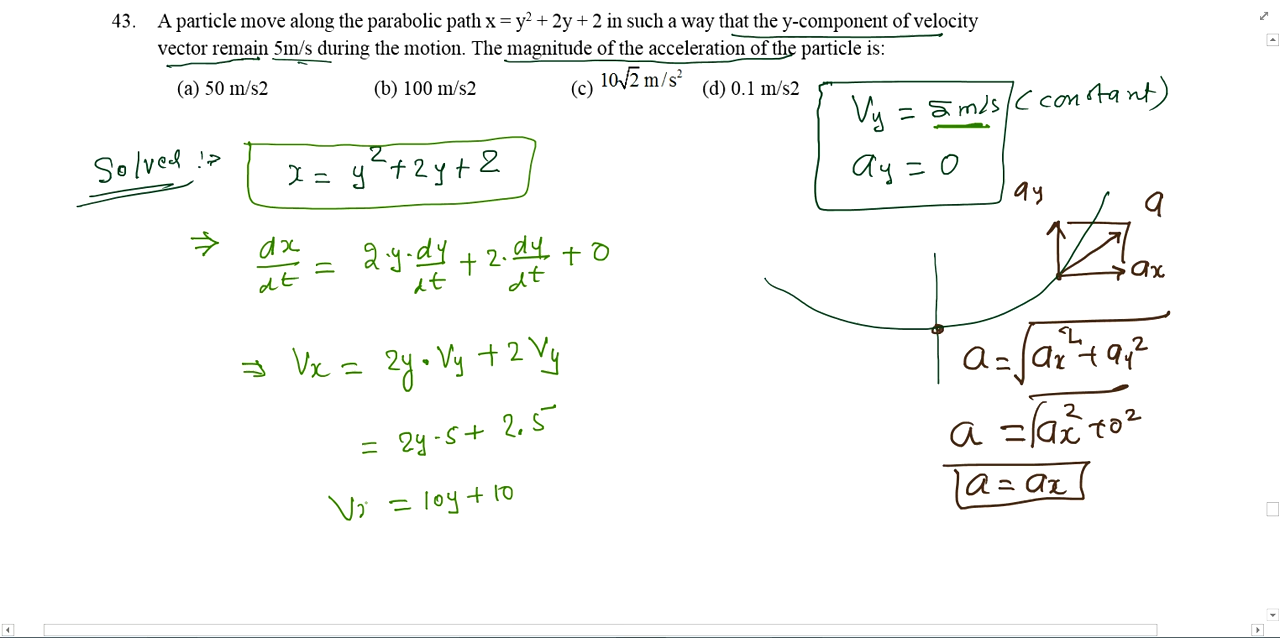 43. A particle move along the parabolic path x = y² + 2y + 2 in such a way that the y-component of velocity
vector remain 5m/s during the motion. The magnitude of the acceleration of the particle is:
(a) 50 m/s2 (b) 100 m/s2 (c) 10√2 m/s² (d) 0.1 m/s2
Vy = 5 m/s (constant)
ay = 0
Solved :→
x = y² + 2y + 2
⇒ dx/dt = 2·y·dy/dt + 2·dy/dt + 0
⇒ Vx = 2y·Vy + 2Vy
= 2y·5 + 2.5
Vx = 10y + 10
ay
a
ax
a = √ax² + ay²
a = √ax² + 0²
a = ax